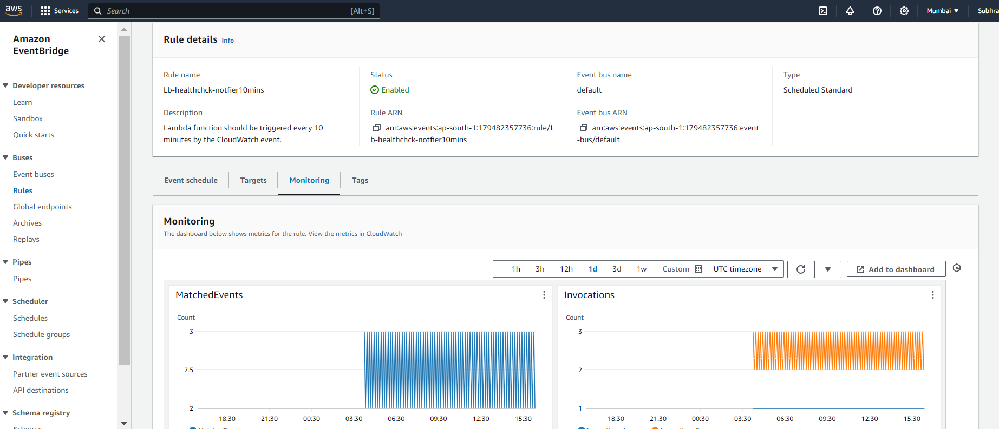 aws
Services
Search
[Alt+S]
Mumbai
Subhra
Amazon
EventBridge
Developer resources
Learn
Sandbox
Quick starts
Buses
Event buses
Rules
Global endpoints
Archives
Replays
Pipes
Pipes
Scheduler
Schedules
Schedule groups
Integration
Partner event sources
API destinations
Schema registry
Rule details Info
Rule name
Lb-healthchck-notfier10mins
Status
Enabled
Event bus name
default
Type
Scheduled Standard
Description
Lambda function should be triggered every 10
minutes by the CloudWatch event.
Rule ARN
arn:aws:events:ap-south-1:179482357736:rule/L
b-healthchck-notfier10mins
Event bus ARN
arn:aws:events:ap-south-1:179482357736:event
-bus/default
Event schedule
Targets
Monitoring
Tags
Monitoring
The dashboard below shows metrics for the rule. View the metrics in CloudWatch
1h 3h 12h 1d 3d 1w Custom
UTC timezone
Add to dashboard
MatchedEvents
Count
3
2.5
2
18:30 21:30 00:30 03:30 06:30 09:30 12:30 15:30
Invocations
Count
3
2
1
18:30 21:30 00:30 03:30 06:30 09:30 12:30 15:30